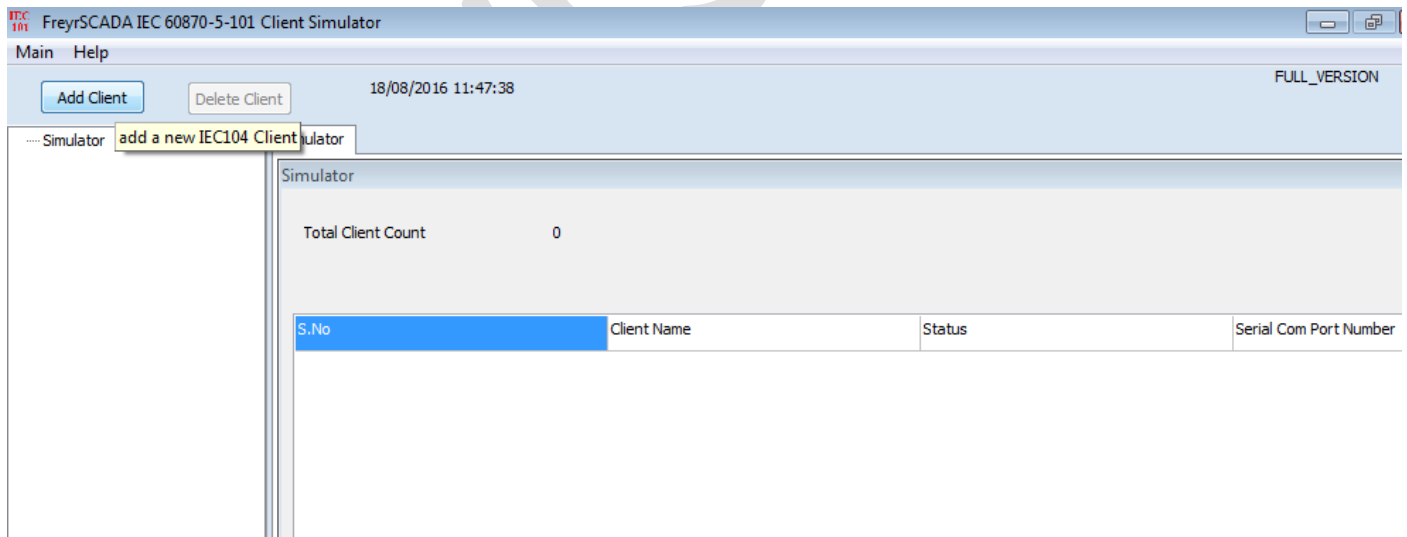 IEC
101
FreyrSCADA IEC 60870-5-101 Client Simulator
Main Help
Add Client
Delete Client
18/08/2016 11:47:38
FULL_VERSION
Simulator
add a new IEC104 Client
ulator
Simulator
Total Client Count 0
S.No Client Name Status Serial Com Port Number